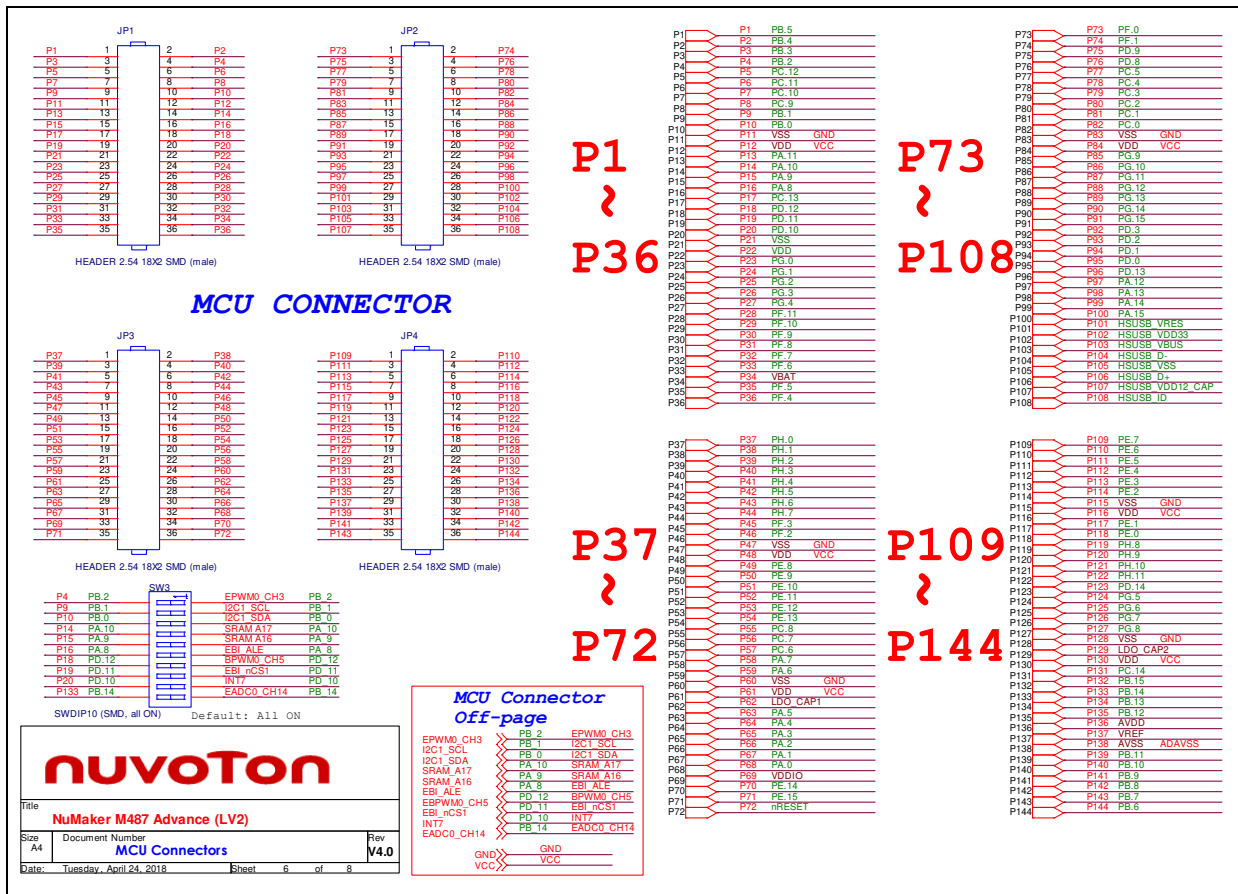 JP1
P1 1 2 P2
P3 3 4 P4
P5 5 6 P6
P7 7 8 P8
P9 9 10 P10
P11 11 12 P12
P13 13 14 P14
P15 15 16 P16
P17 17 18 P18
P19 19 20 P20
P21 21 22 P22
P23 23 24 P24
P25 25 26 P26
P27 27 28 P28
P29 29 30 P30
P31 31 32 P32
P33 33 34 P34
P35 35 36 P36
HEADER 2.54 18X2 SMD (male)
JP2
P73 1 2 P74
P75 3 4 P76
P77 5 6 P78
P79 7 8 P80
P81 9 10 P82
P83 11 12 P84
P85 13 14 P86
P87 15 16 P88
P89 17 18 P90
P91 19 20 P92
P93 21 22 P94
P95 23 24 P96
P97 25 26 P98
P99 27 28 P100
P101 29 30 P102
P103 31 32 P104
P105 33 34 P106
P107 35 36 P108
HEADER 2.54 18X2 SMD (male)
MCU CONNECTOR
JP3
P37 1 2 P38
P39 3 4 P40
P41 5 6 P42
P43 7 8 P44
P45 9 10 P46
P47 11 12 P48
P49 13 14 P50
P51 15 16 P52
P53 17 18 P54
P55 19 20 P56
P57 21 22 P58
P59 23 24 P60
P61 25 26 P62
P63 27 28 P64
P65 29 30 P66
P67 31 32 P68
P69 33 34 P70
P71 35 36 P72
HEADER 2.54 18X2 SMD (male)
JP4
P109 1 2 P110
P111 3 4 P112
P113 5 6 P114
P115 7 8 P116
P117 9 10 P118
P119 11 12 P120
P121 13 14 P122
P123 15 16 P124
P125 17 18 P126
P127 19 20 P128
P129 21 22 P130
P131 23 24 P132
P133 25 26 P134
P135 27 28 P136
P137 29 30 P138
P139 31 32 P140
P141 33 34 P142
P143 35 36 P144
HEADER 2.54 18X2 SMD (male)
P1
~
P36
P1 P1 PB.5
P2 P2 PB.4
P3 P3 PB.3
P4 P4 PB.2
P5 P5 PC.12
P6 P6 PC.11
P7 P7 PC.10
P8 P8 PC.9
P9 P9 PB.1
P10 P10 PB.0
P11 P11 VSS GND
P12 P12 VDD VCC
P13 P13 PA.11
P14 P14 PA.10
P15 P15 PA.9
P16 P16 PA.8
P17 P17 PC.13
P18 P18 PD.12
P19 P19 PD.11
P20 P20 PD.10
P21 P21 VSS
P22 P22 VDD
P23 P23 PG.0
P24 P24 PG.1
P25 P25 PG.2
P26 P26 PG.3
P27 P27 PG.4
P28 P28 PF.11
P29 P29 PF.10
P30 P30 PF.9
P31 P31 PF.8
P32 P32 PF.7
P33 P33 PF.6
P34 P34 VBAT
P35 P35 PF.5
P36 P36 PF.4
P73
~
P108
P73 P73 PF.0
P74 P74 PF.1
P75 P75 PD.9
P76 P76 PD.8
P77 P77 PC.5
P78 P78 PC.4
P79 P79 PC.3
P80 P80 PC.2
P81 P81 PC.1
P82 P82 PC.0
P83 P83 VSS GND
P84 P84 VDD VCC
P85 P85 PG.9
P86 P86 PG.10
P87 P87 PG.11
P88 P88 PG.12
P89 P89 PG.13
P90 P90 PG.14
P91 P91 PG.15
P92 P92 PD.3
P93 P93 PD.2
P94 P94 PD.1
P95 P95 PD.0
P96 P96 PD.13
P97 P97 PA.12
P98 P98 PA.13
P99 P99 PA.14
P100 P100 PA.15
P101 P101 HSUSB_VRES
P102 P102 HSUSB_VDD33
P103 P103 HSUSB_VBUS
P104 P104 HSUSB_D-
P105 P105 HSUSB_VSS
P106 P106 HSUSB_D+
P107 P107 HSUSB_VDD12_CAP
P108 P108 HSUSB_ID
P37
~
P72
P37 P37 PH.0
P38 P38 PH.1
P39 P39 PH.2
P40 P40 PH.3
P41 P41 PH.4
P42 P42 PH.5
P43 P43 PH.6
P44 P44 PH.7
P45 P45 PF.3
P46 P46 PF.2
P47 P47 VSS GND
P48 P48 VDD VCC
P49 P49 PE.8
P50 P50 PE.9
P51 P51 PE.10
P52 P52 PE.11
P53 P53 PE.12
P54 P54 PE.13
P55 P55 PC.8
P56 P56 PC.7
P57 P57 PC.6
P58 P58 PA.7
P59 P59 PA.6
P60 P60 VSS GND
P61 P61 VDD VCC
P62 P62 LDO_CAP1
P63 P63 PA.5
P64 P64 PA.4
P65 P65 PA.3
P66 P66 PA.2
P67 P67 PA.1
P68 P68 PA.0
P69 P69 VDDIO
P70 P70 PE.14
P71 P71 PE.15
P72 P72 nRESET
P109
~
P144
P109 P109 PE.7
P110 P110 PE.6
P111 P111 PE.5
P112 P112 PE.4
P113 P113 PE.3
P114 P114 PE.2
P115 P115 VSS GND
P116 P116 VDD VCC
P117 P117 PE.1
P118 P118 PE.0
P119 P119 PH.8
P120 P120 PH.9
P121 P121 PH.10
P122 P122 PH.11
P123 P123 PD.14
P124 P124 PG.5
P125 P125 PG.6
P126 P126 PG.7
P127 P127 PG.8
P128 P128 VSS GND
P129 P129 LDO_CAP2
P130 P130 VDD VCC
P131 P131 PC.14
P132 P132 PB.15
P133 P133 PB.14
P134 P134 PB.13
P135 P135 PB.12
P136 P136 AVDD
P137 P137 VREF
P138 P138 AVSS ADAVSS
P139 P139 PB.11
P140 P140 PB.10
P141 P141 PB.9
P142 P142 PB.8
P143 P143 PB.7
P144 P144 PB.6
SW3
P4 PB.2 EPWM0_CH3 PB_2
P9 PB.1 I2C1_SCL PB_1
P10 PB.0 I2C1_SDA PB_0
P14 PA.10 SRAM A17 PA_10
P15 PA.9 SRAM A16 PA_9
P16 PA.8 EBI_ALE PA_8
P18 PD.12 BPWM0_CH5 PD_12
P19 PD.11 EBI_nCS1 PD_11
P20 PD.10 INT7 PD_10
P133 PB.14 EADC0_CH14 PB_14
SWDIP10 (SMD, all ON) Default: All ON
MCU Connector
Off-page
EPWM0_CH3 PB_2 EPWM0_CH3
I2C1_SCL PB_1 I2C1_SCL
I2C1_SDA PB_0 I2C1_SDA
SRAM_A17 PA_10 SRAM_A17
SRAM_A16 PA_9 SRAM_A16
EBI_ALE PA_8 EBI_ALE
EBPWM0_CH5 PD_12 BPWM0_CH5
EBI_nCS1 PD_11 EBI_nCS1
INT7 PD_10 INT7
EADC0_CH14 PB_14 EADC0_CH14
GND GND
VCC VCC
nuvoTon
Title
NuMaker M487 Advance (LV2)
Size Document Number Rev
A4 MCU Connectors V4.0
Date: Tuesday, April 24, 2018 Sheet 6 of 8